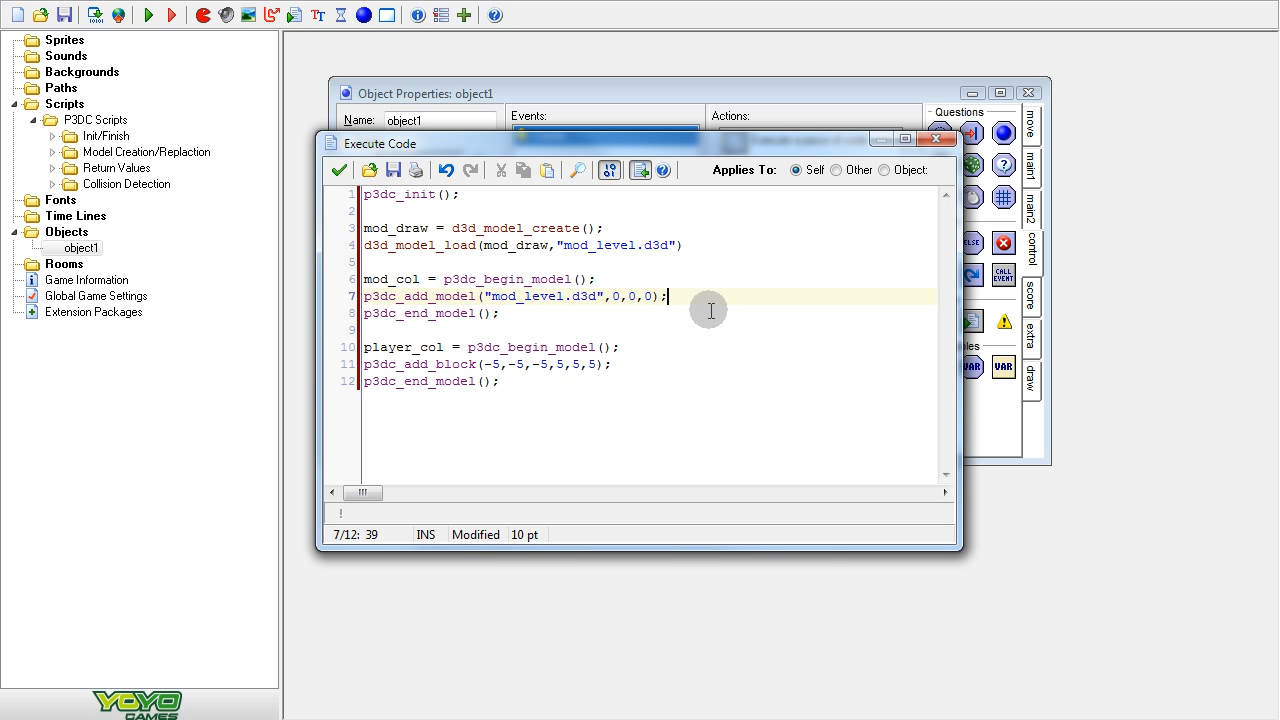 Sprites
Sounds
Backgrounds
Paths
Scripts
P3DC Scripts
Init/Finish
Model Creation/Replaction
Return Values
Collision Detection
Fonts
Time Lines
Objects
object1
Rooms
Game Information
Global Game Settings
Extension Packages
YOYO
GAMES
Object Properties: object1
Name: object1
Events:
Actions:
Questions
move
main1
main2
control
score
extra
draw
ELSE
CALL
EVENT
VAR
VAR
Execute Code
Applies To: Self Other Object:
1 p3dc_init();
2
3 mod_draw = d3d_model_create();
4 d3d_model_load(mod_draw,"mod_level.d3d")
5
6 mod_col = p3dc_begin_model();
7 p3dc_add_model("mod_level.d3d",0,0,0);
8 p3dc_end_model();
9
10 player_col = p3dc_begin_model();
11 p3dc_add_block(-5,-5,-5,5,5,5);
12 p3dc_end_model();
!
7/12: 39 INS Modified 10 pt